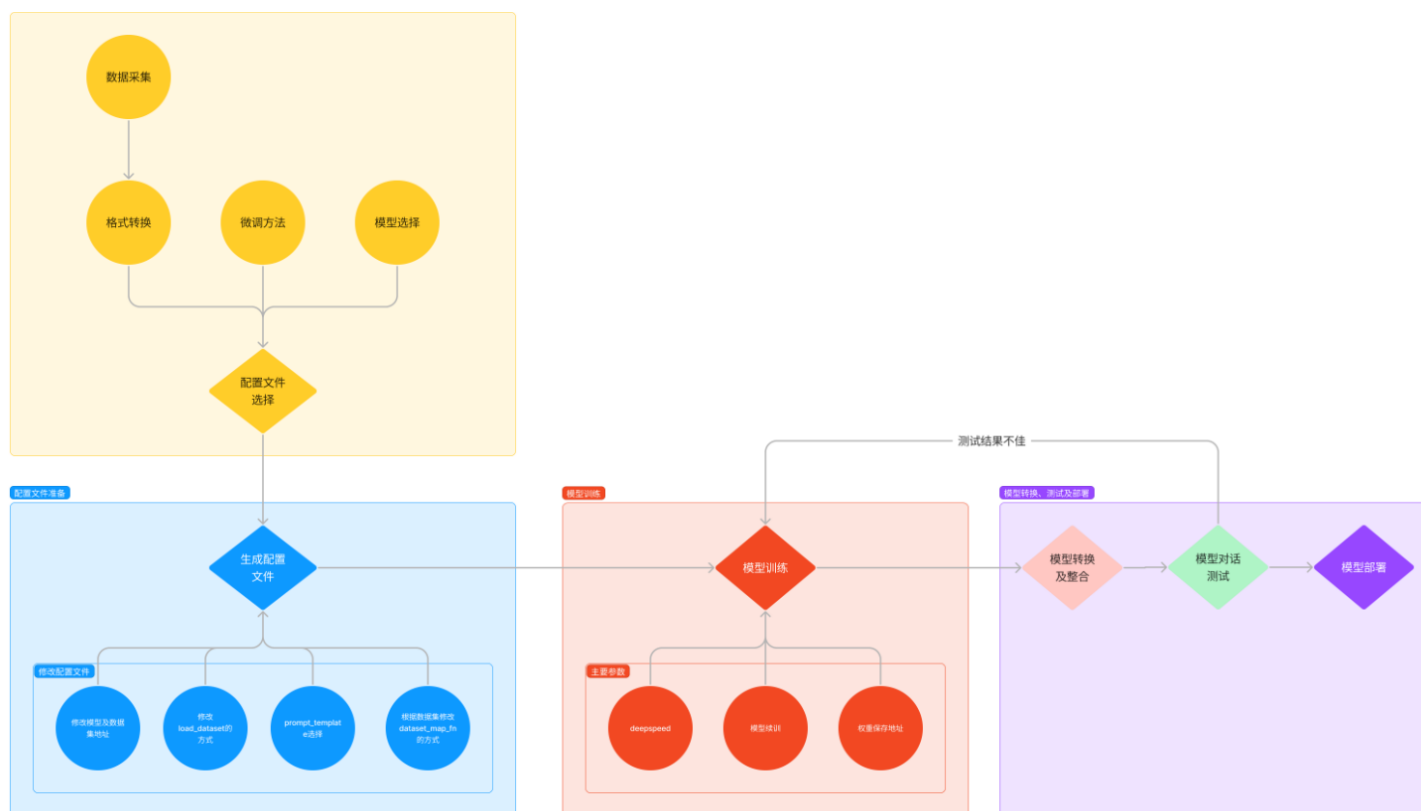 数据采集
格式转换
微调方法
模型选择
配置文件
选择
测试结果不佳
配置文件准备
生成配置
文件
修改配置文件
修改模型及数据
集地址
修改
load_dataset的
方式
prompt_templat
e选择
根据数据集修改
dataset_map_fn
的方式
模型训练
模型训练
主要参数
deepspeed
模型续训
权重保存地址
模型转换、测试及部署
模型转换
及整合
模型对话
测试
模型部署